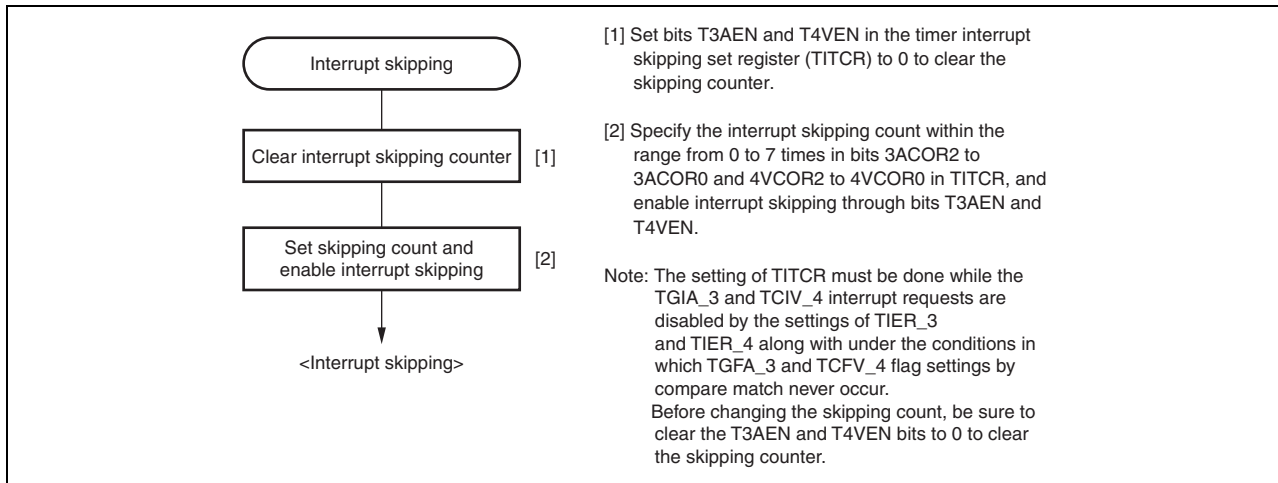 Interrupt skipping
Clear interrupt skipping counter
[1]
Set skipping count and
enable interrupt skipping
[2]
<Interrupt skipping>
[1] Set bits T3AEN and T4VEN in the timer interrupt
skipping set register (TITCR) to 0 to clear the
skipping counter.
[2] Specify the interrupt skipping count within the
range from 0 to 7 times in bits 3ACOR2 to
3ACOR0 and 4VCOR2 to 4VCOR0 in TITCR, and
enable interrupt skipping through bits T3AEN and
T4VEN.
Note: The setting of TITCR must be done while the
TGIA_3 and TCIV_4 interrupt requests are
disabled by the settings of TIER_3
and TIER_4 along with under the conditions in
which TGFA_3 and TCFV_4 flag settings by
compare match never occur.
Before changing the skipping count, be sure to
clear the T3AEN and T4VEN bits to 0 to clear
the skipping counter.